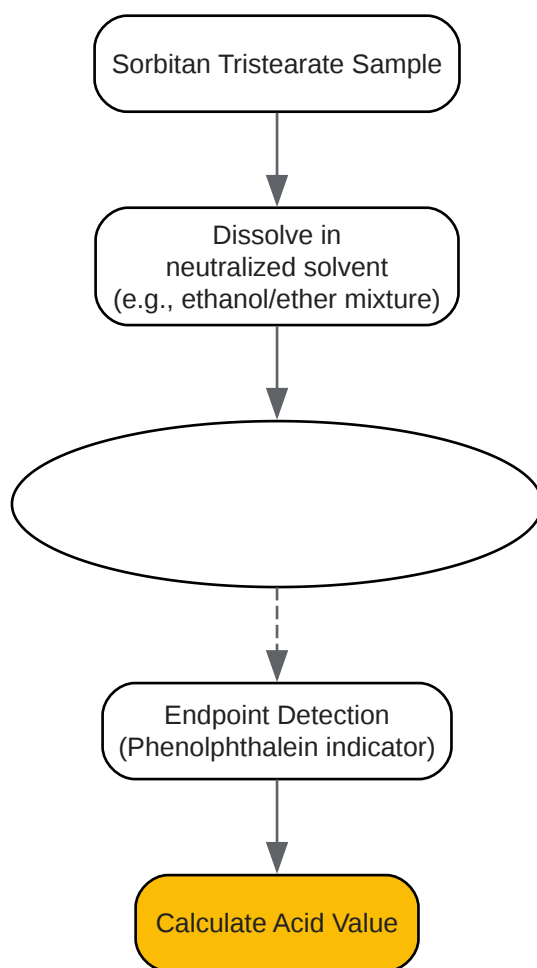 Sorbitan Tristearate Sample
Dissolve in
neutralized solvent
(e.g., ethanol/ether mixture)
Endpoint Detection
(Phenolphthalein indicator)
Calculate Acid Value